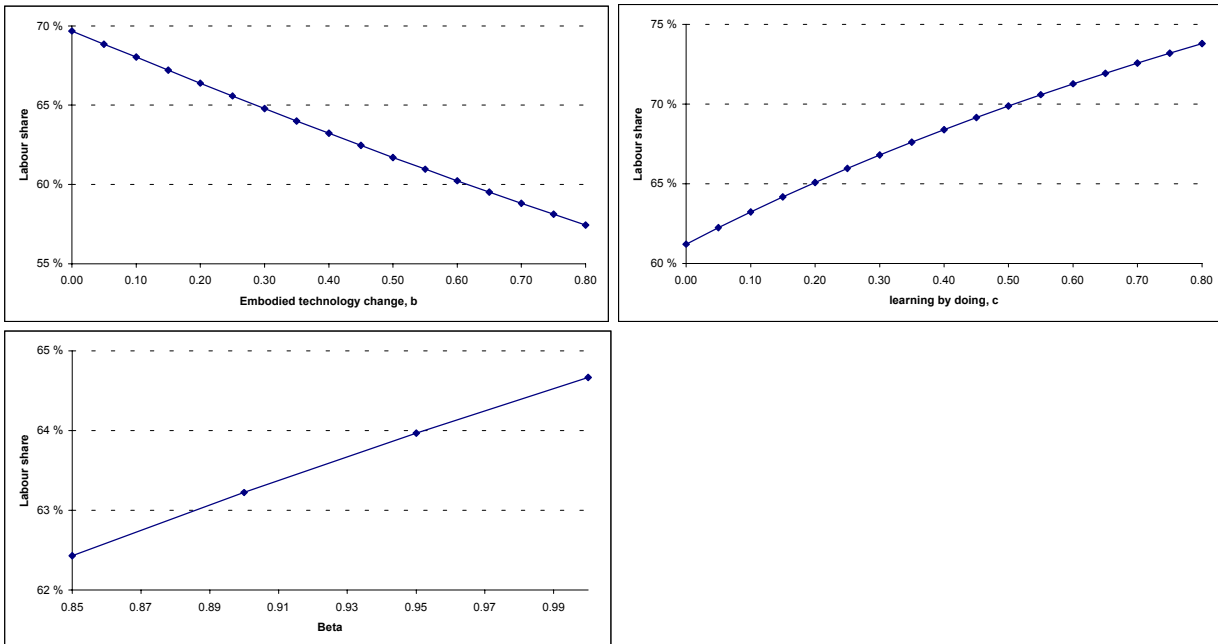 70 %
65 %
60 %
55 %
Labour share
0.00 0.10 0.20 0.30 0.40 0.50 0.60 0.70 0.80
Embodied technology change, b
75 %
70 %
65 %
60 %
Labour share
0.00 0.10 0.20 0.30 0.40 0.50 0.60 0.70 0.80
learning by doing, c
65 %
64 %
63 %
62 %
Labour share
0.85 0.87 0.89 0.91 0.93 0.95 0.97 0.99
Beta